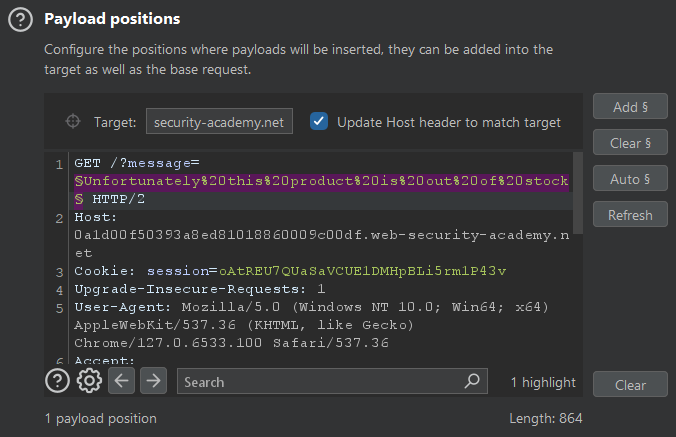 Payload positions
Configure the positions where payloads will be inserted, they can be added into the
target as well as the base request.
Target: security-academy.net Update Host header to match target
Add §
Clear §
Auto §
Refresh
1 GET /?message=
§Unfortunately%20this%20product%20is%20out%20of%20stock
§ HTTP/2
2 Host:
0a1d00f50393a8ed81018860009c00df.web-security-academy.n
et
3 Cookie: session=oAtREU7QUaSaVCUElDMHpBLi5rmlP43v
4 Upgrade-Insecure-Requests: 1
5 User-Agent: Mozilla/5.0 (Windows NT 10.0; Win64; x64)
AppleWebKit/537.36 (KHTML, like Gecko)
Chrome/127.0.6533.100 Safari/537.36
6 Accept:
Search
1 highlight
Clear
1 payload position
Length: 864